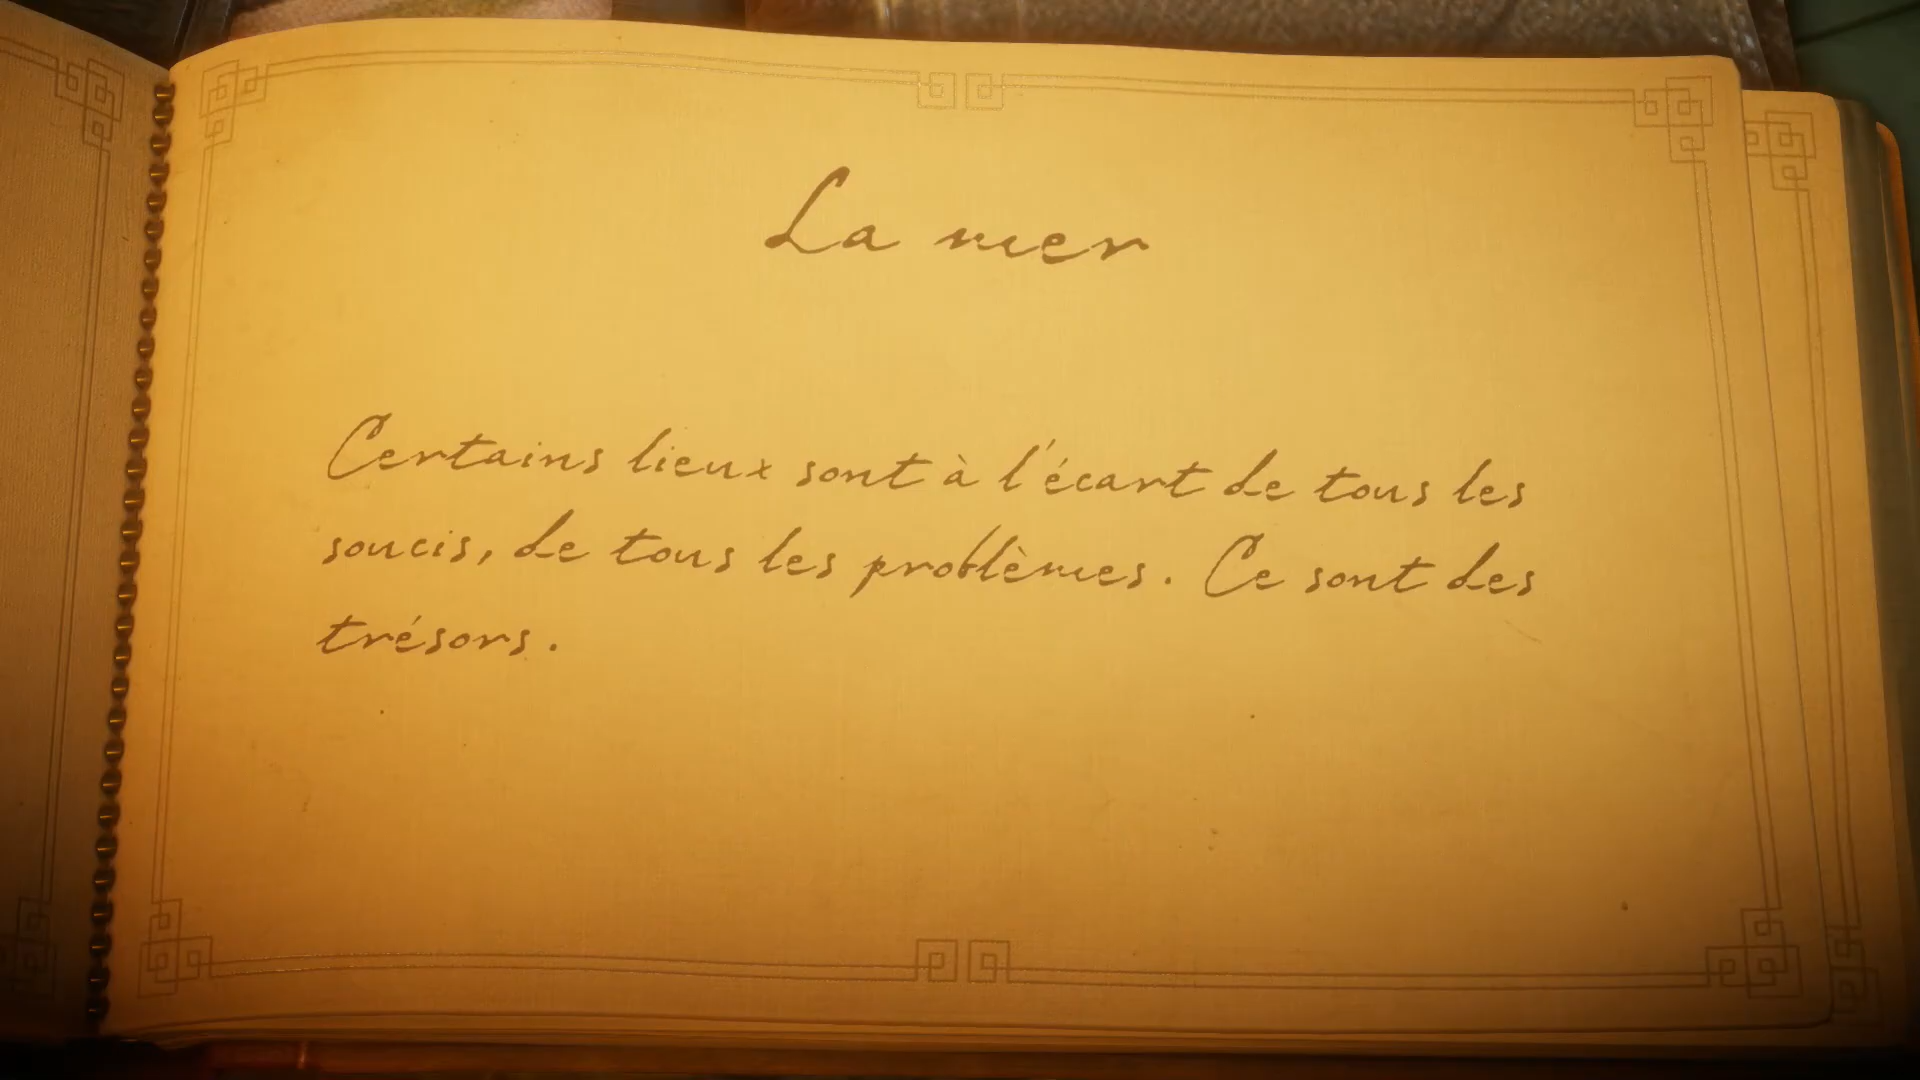 La mer
Certains lieux sont à l'écart de tous les
soucis, de tous les problèmes. Ce sont des
trésors.